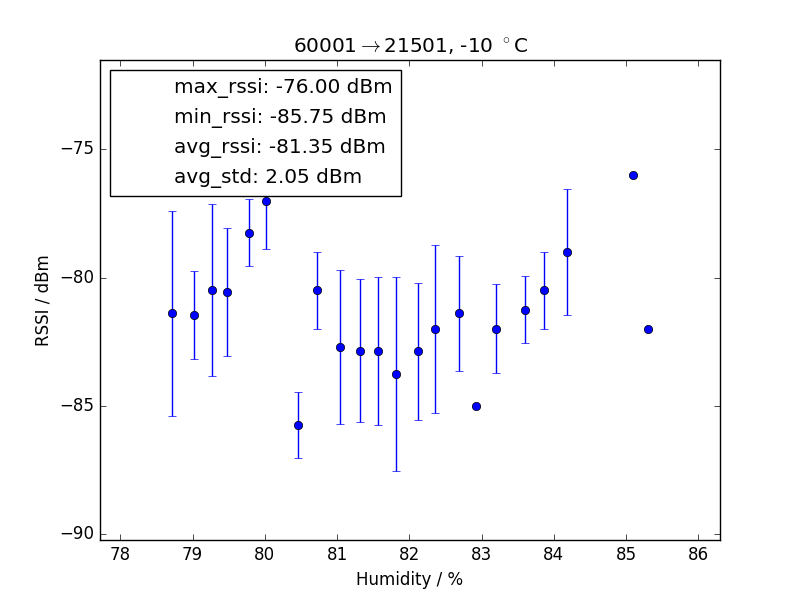 60001→21501, -10 °C
max_rssi: -76.00 dBm
min_rssi: -85.75 dBm
avg_rssi: -81.35 dBm
avg_std: 2.05 dBm
RSSI / dBm
−75
−80
−85
−90
78 79 80 81 82 83 84 85 86
Humidity / %